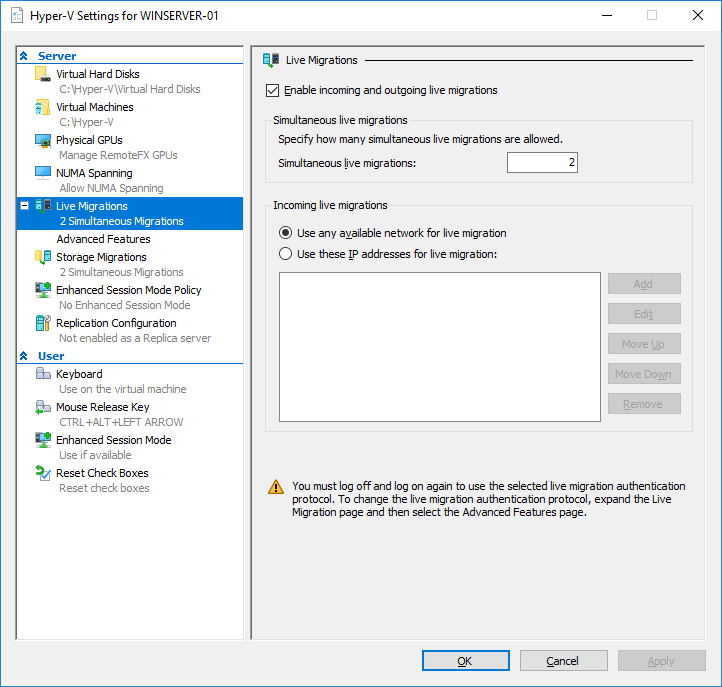 Hyper-V Settings for WINSERVER-01
Server
Virtual Hard Disks
C:\Hyper-V\Virtual Hard Disks
Virtual Machines
C:\Hyper-V
Physical GPUs
Manage RemoteFX GPUs
NUMA Spanning
Allow NUMA Spanning
Live Migrations
2 Simultaneous Migrations
Advanced Features
Storage Migrations
2 Simultaneous Migrations
Enhanced Session Mode Policy
No Enhanced Session Mode
Replication Configuration
Not enabled as a Replica server
User
Keyboard
Use on the virtual machine
Mouse Release Key
CTRL+ALT+LEFT ARROW
Enhanced Session Mode
Use if available
Reset Check Boxes
Reset check boxes
Live Migrations
Enable incoming and outgoing live migrations
Simultaneous live migrations
Specify how many simultaneous live migrations are allowed.
Simultaneous live migrations: 2
Incoming live migrations
Use any available network for live migration
Use these IP addresses for live migration:
Add
Edit
Move Up
Move Down
Remove
You must log off and log on again to use the selected live migration authentication
protocol. To change the live migration authentication protocol, expand the Live
Migration page and then select the Advanced Features page.
OK Cancel Apply